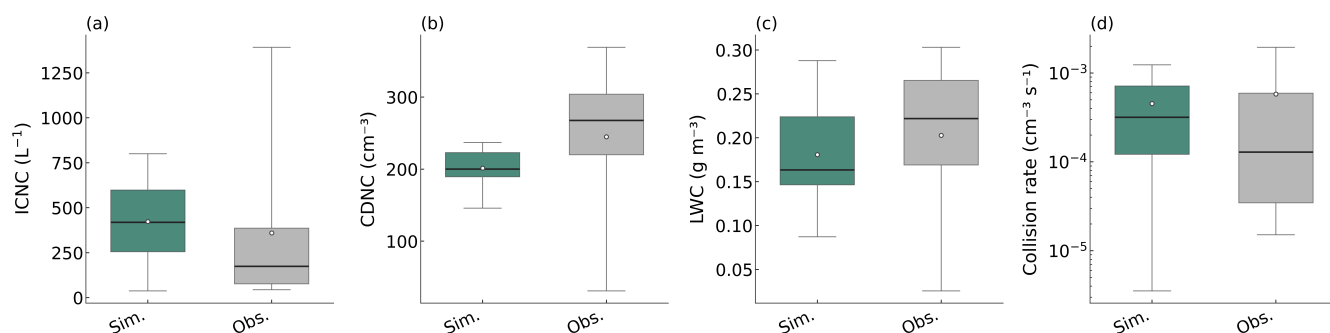 (a)
ICNC (L⁻¹)
1250
1000
750
500
250
0
Sim.
Obs.
(b)
CDNC (cm⁻³)
300
200
100
Sim.
Obs.
(c)
LWC (g m⁻³)
0.30
0.25
0.20
0.15
0.10
0.05
Sim.
Obs.
(d)
Collision rate (cm⁻³ s⁻¹)
10⁻³
10⁻⁴
10⁻⁵
Sim.
Obs.